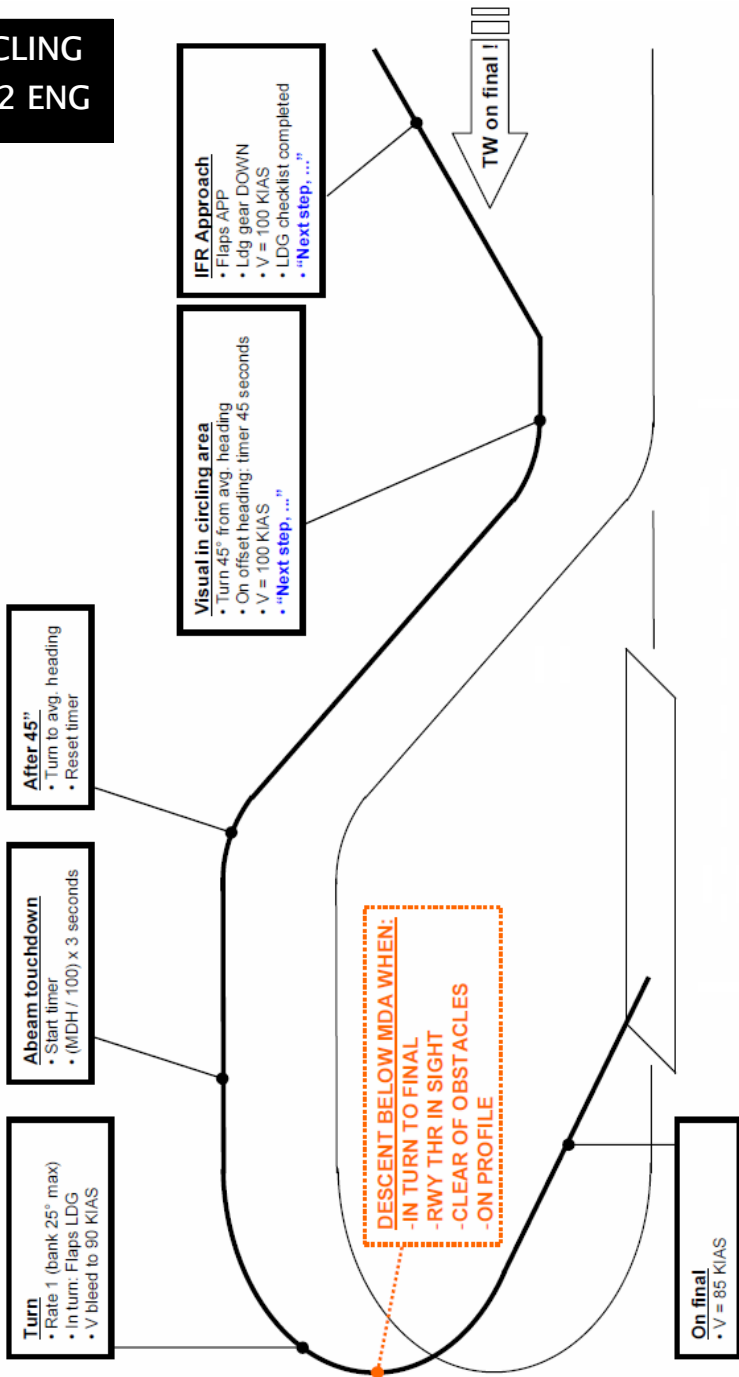 CLING
2 ENG
IFR Approach
• Flaps APP
• Ldg gear DOWN
• V = 100 KIAS
• LDG checklist completed
• “Next step, ...”
TW on final !
Visual in circling area
• Turn 45° from avg. heading
• On offset heading: timer 45 seconds
• V = 100 KIAS
• “Next step, ...”
After 45”
• Turn to avg. heading
• Reset timer
Abeam touchdown
• Start timer
• (MDH / 100) x 3 seconds
Turn
• Rate 1 (bank 25° max)
• In turn: Flaps LDG
• V bleed to 90 KIAS
DESCENT BELOW MDA WHEN:
-IN TURN TO FINAL
-RWY THR IN SIGHT
-CLEAR OF OBSTACLES
-ON PROFILE
On final
• V = 85 KIAS